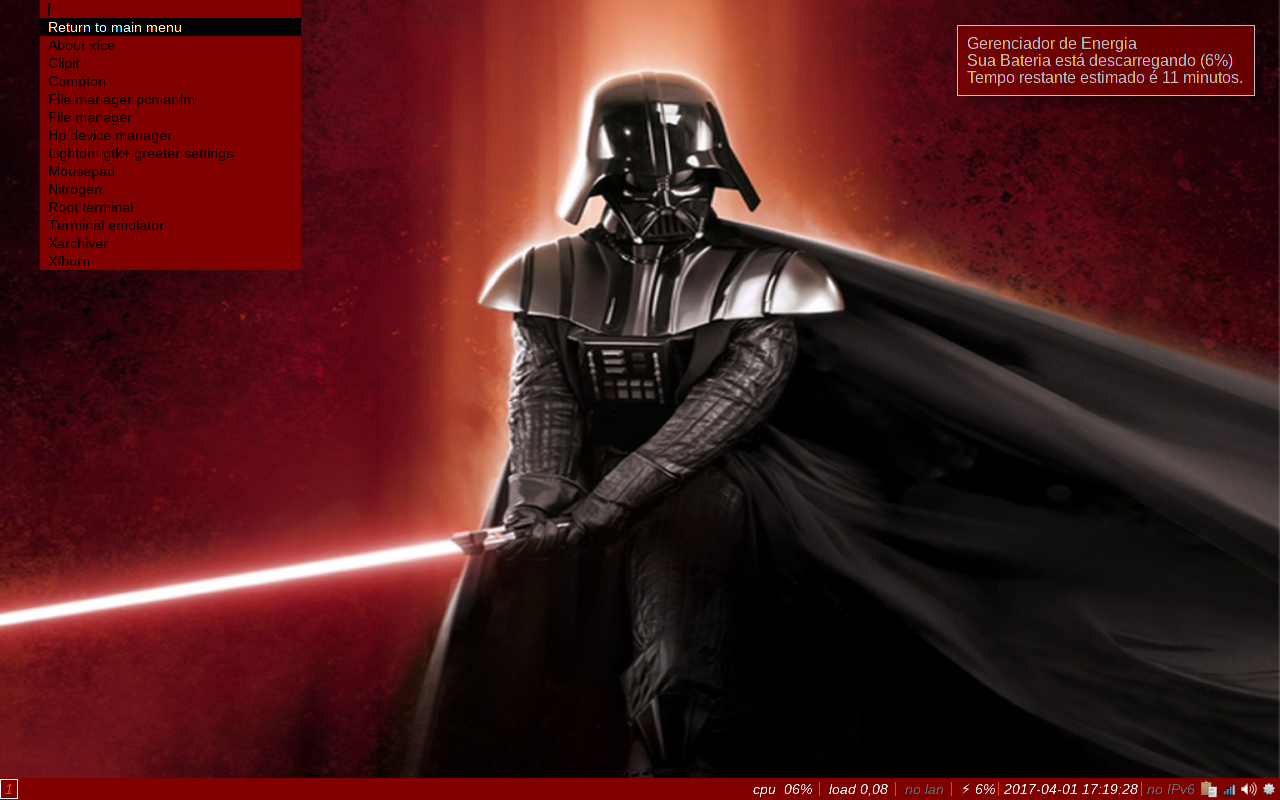 Return to main menu
About xfce
Clipit
Compton
File manager pcmanfm
File manager
Hp device manager
Lightdm gtk+ greeter settings
Mousepad
Nitrogen
Root terminal
Terminal emulator
Xarchiver
Xfburn
Gerenciador de Energia
Sua Bateria está descarregando (6%)
Tempo restante estimado é 11 minutos.
1 cpu 06% | load 0,08 | no lan | ⚡ 6% | 2017-04-01 17:19:28 | no IPv6